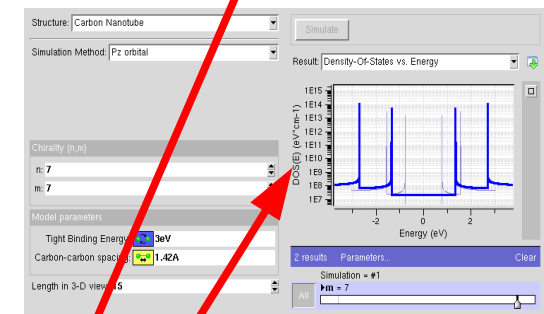 Structure: Carbon Nanotube
Simulation Method: Pz orbital
Chirality (n,m)
n: 7
m: 7
Model parameters
Tight Binding Energy: 3eV
Carbon-carbon spacing: 1.42A
Length in 3-D view: 15
Simulate
Result: Density-Of-States vs. Energy
DOS(E) (eV*cm-1)
1E15
1E14
1E13
1E12
1E11
1E10
1E9
1E8
1E7
-2 0 2
Energy (eV)
2 results Parameters... Clear
Simulation = #1
All m = 7